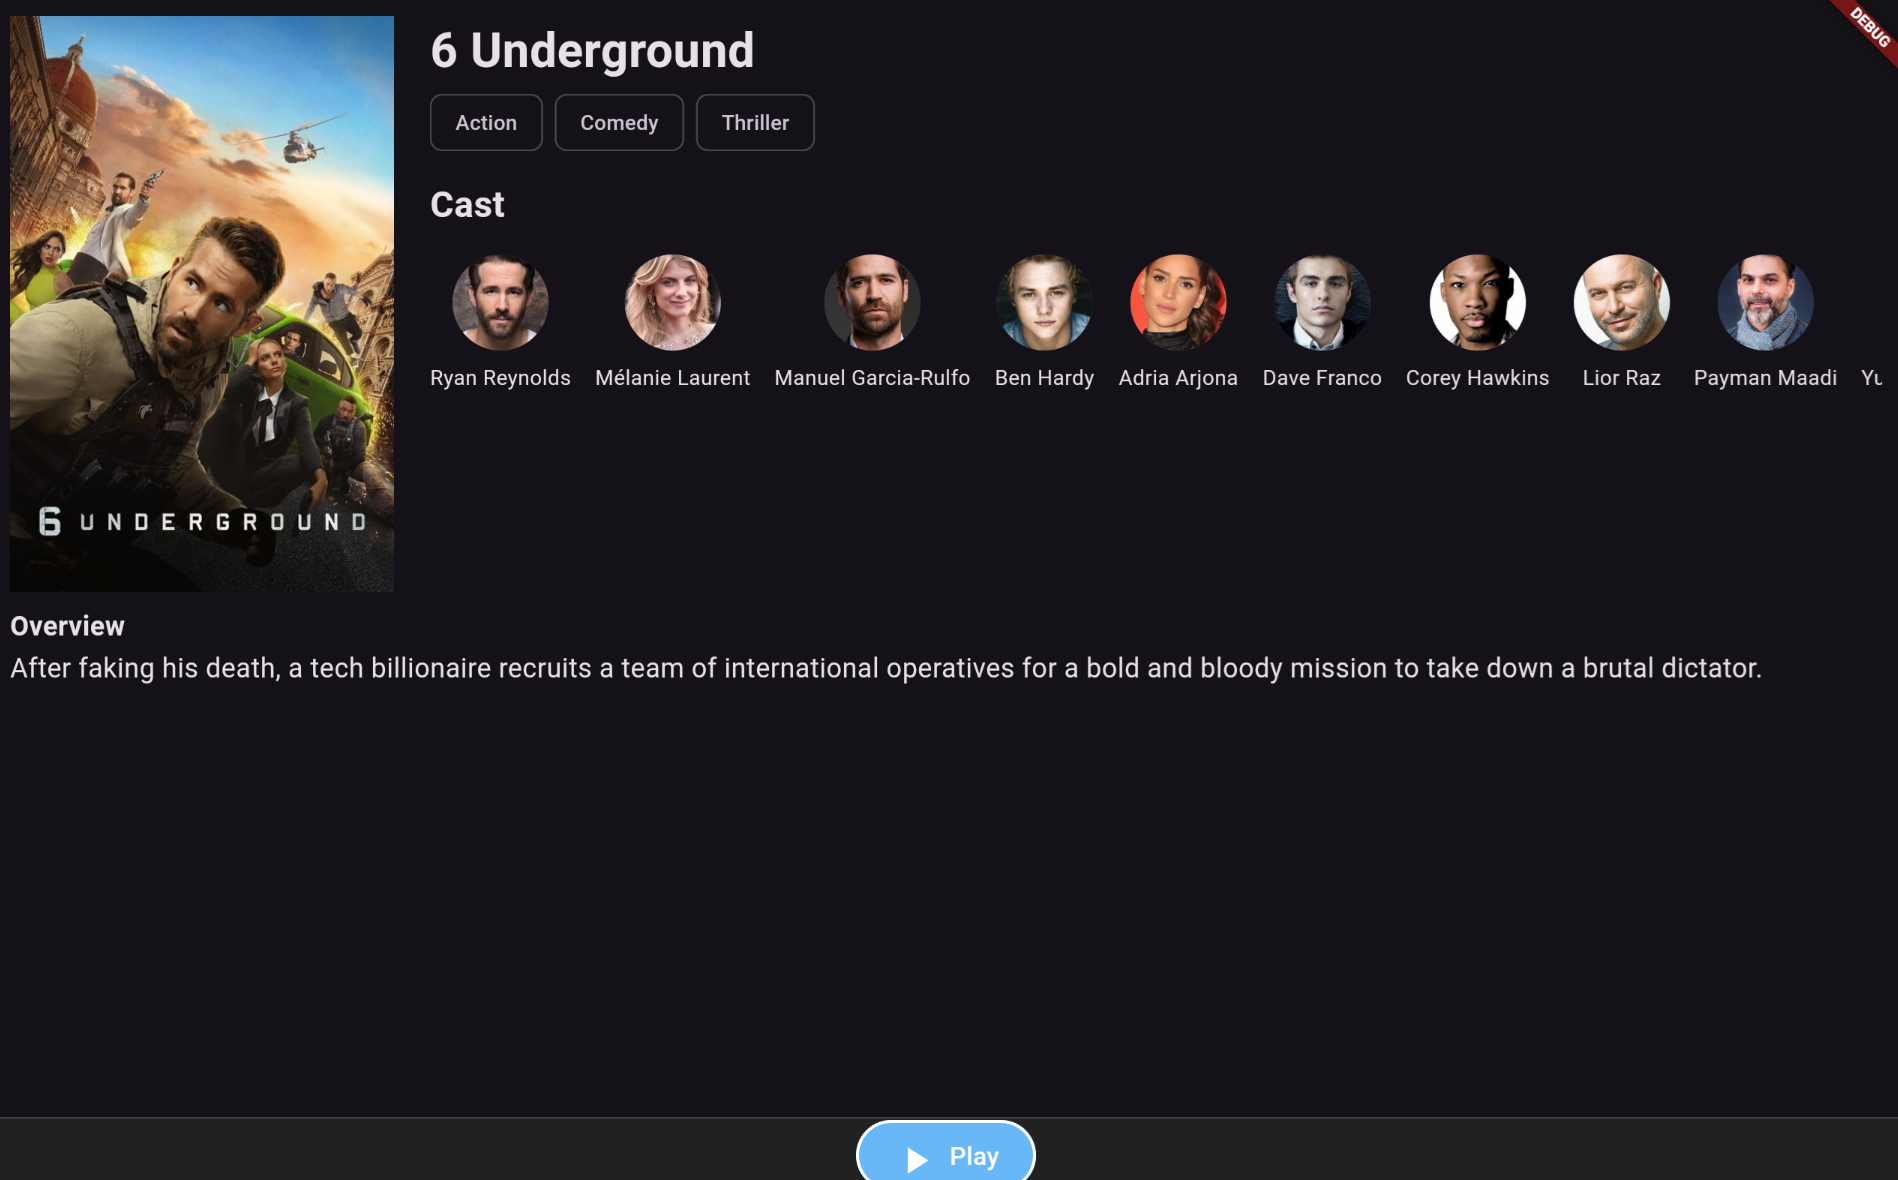 DEBUG
6 Underground
Action Comedy Thriller
Cast
Ryan Reynolds Mélanie Laurent Manuel Garcia-Rulfo Ben Hardy Adria Arjona Dave Franco Corey Hawkins Lior Raz Payman Maadi Yu
6 UNDERGROUND
Overview
After faking his death, a tech billionaire recruits a team of international operatives for a bold and bloody mission to take down a brutal dictator.
Play